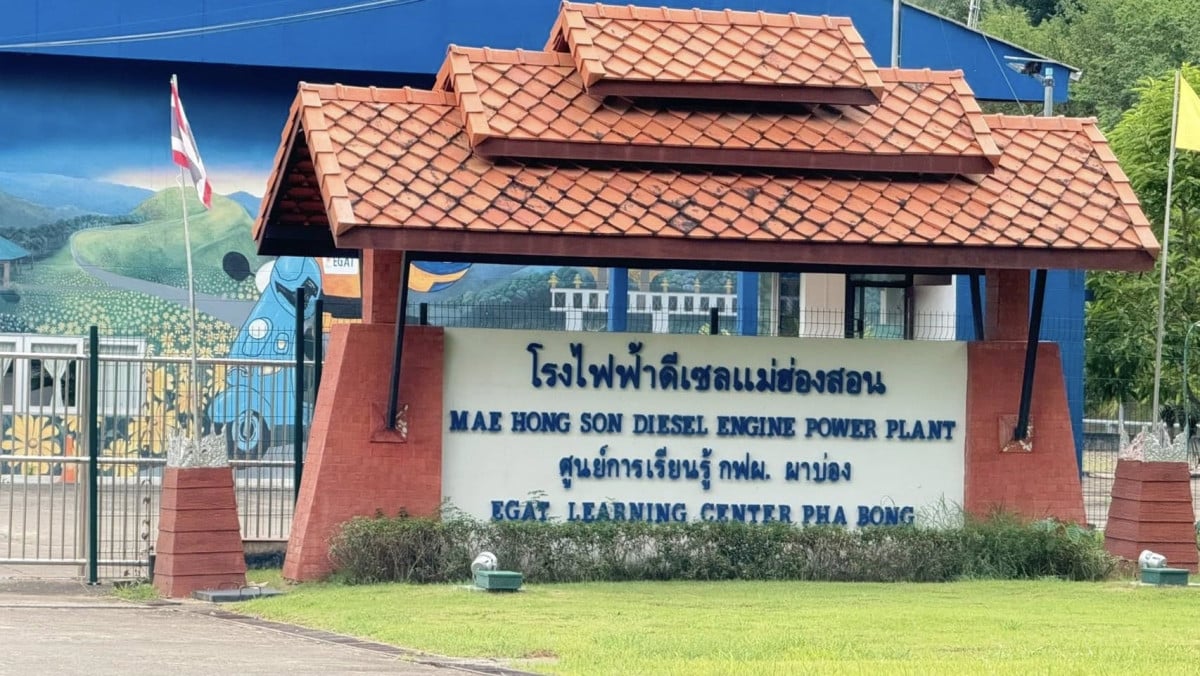 EGAT
โรงไฟฟ้าดีเซลแม่ฮ่องสอน
MAE HONG SON DIESEL ENGINE POWER PLANT
ศูนย์การเรียนรู้ กฟผ. ผาบ่อง
EGAT LEARNING CENTER PHA BONG